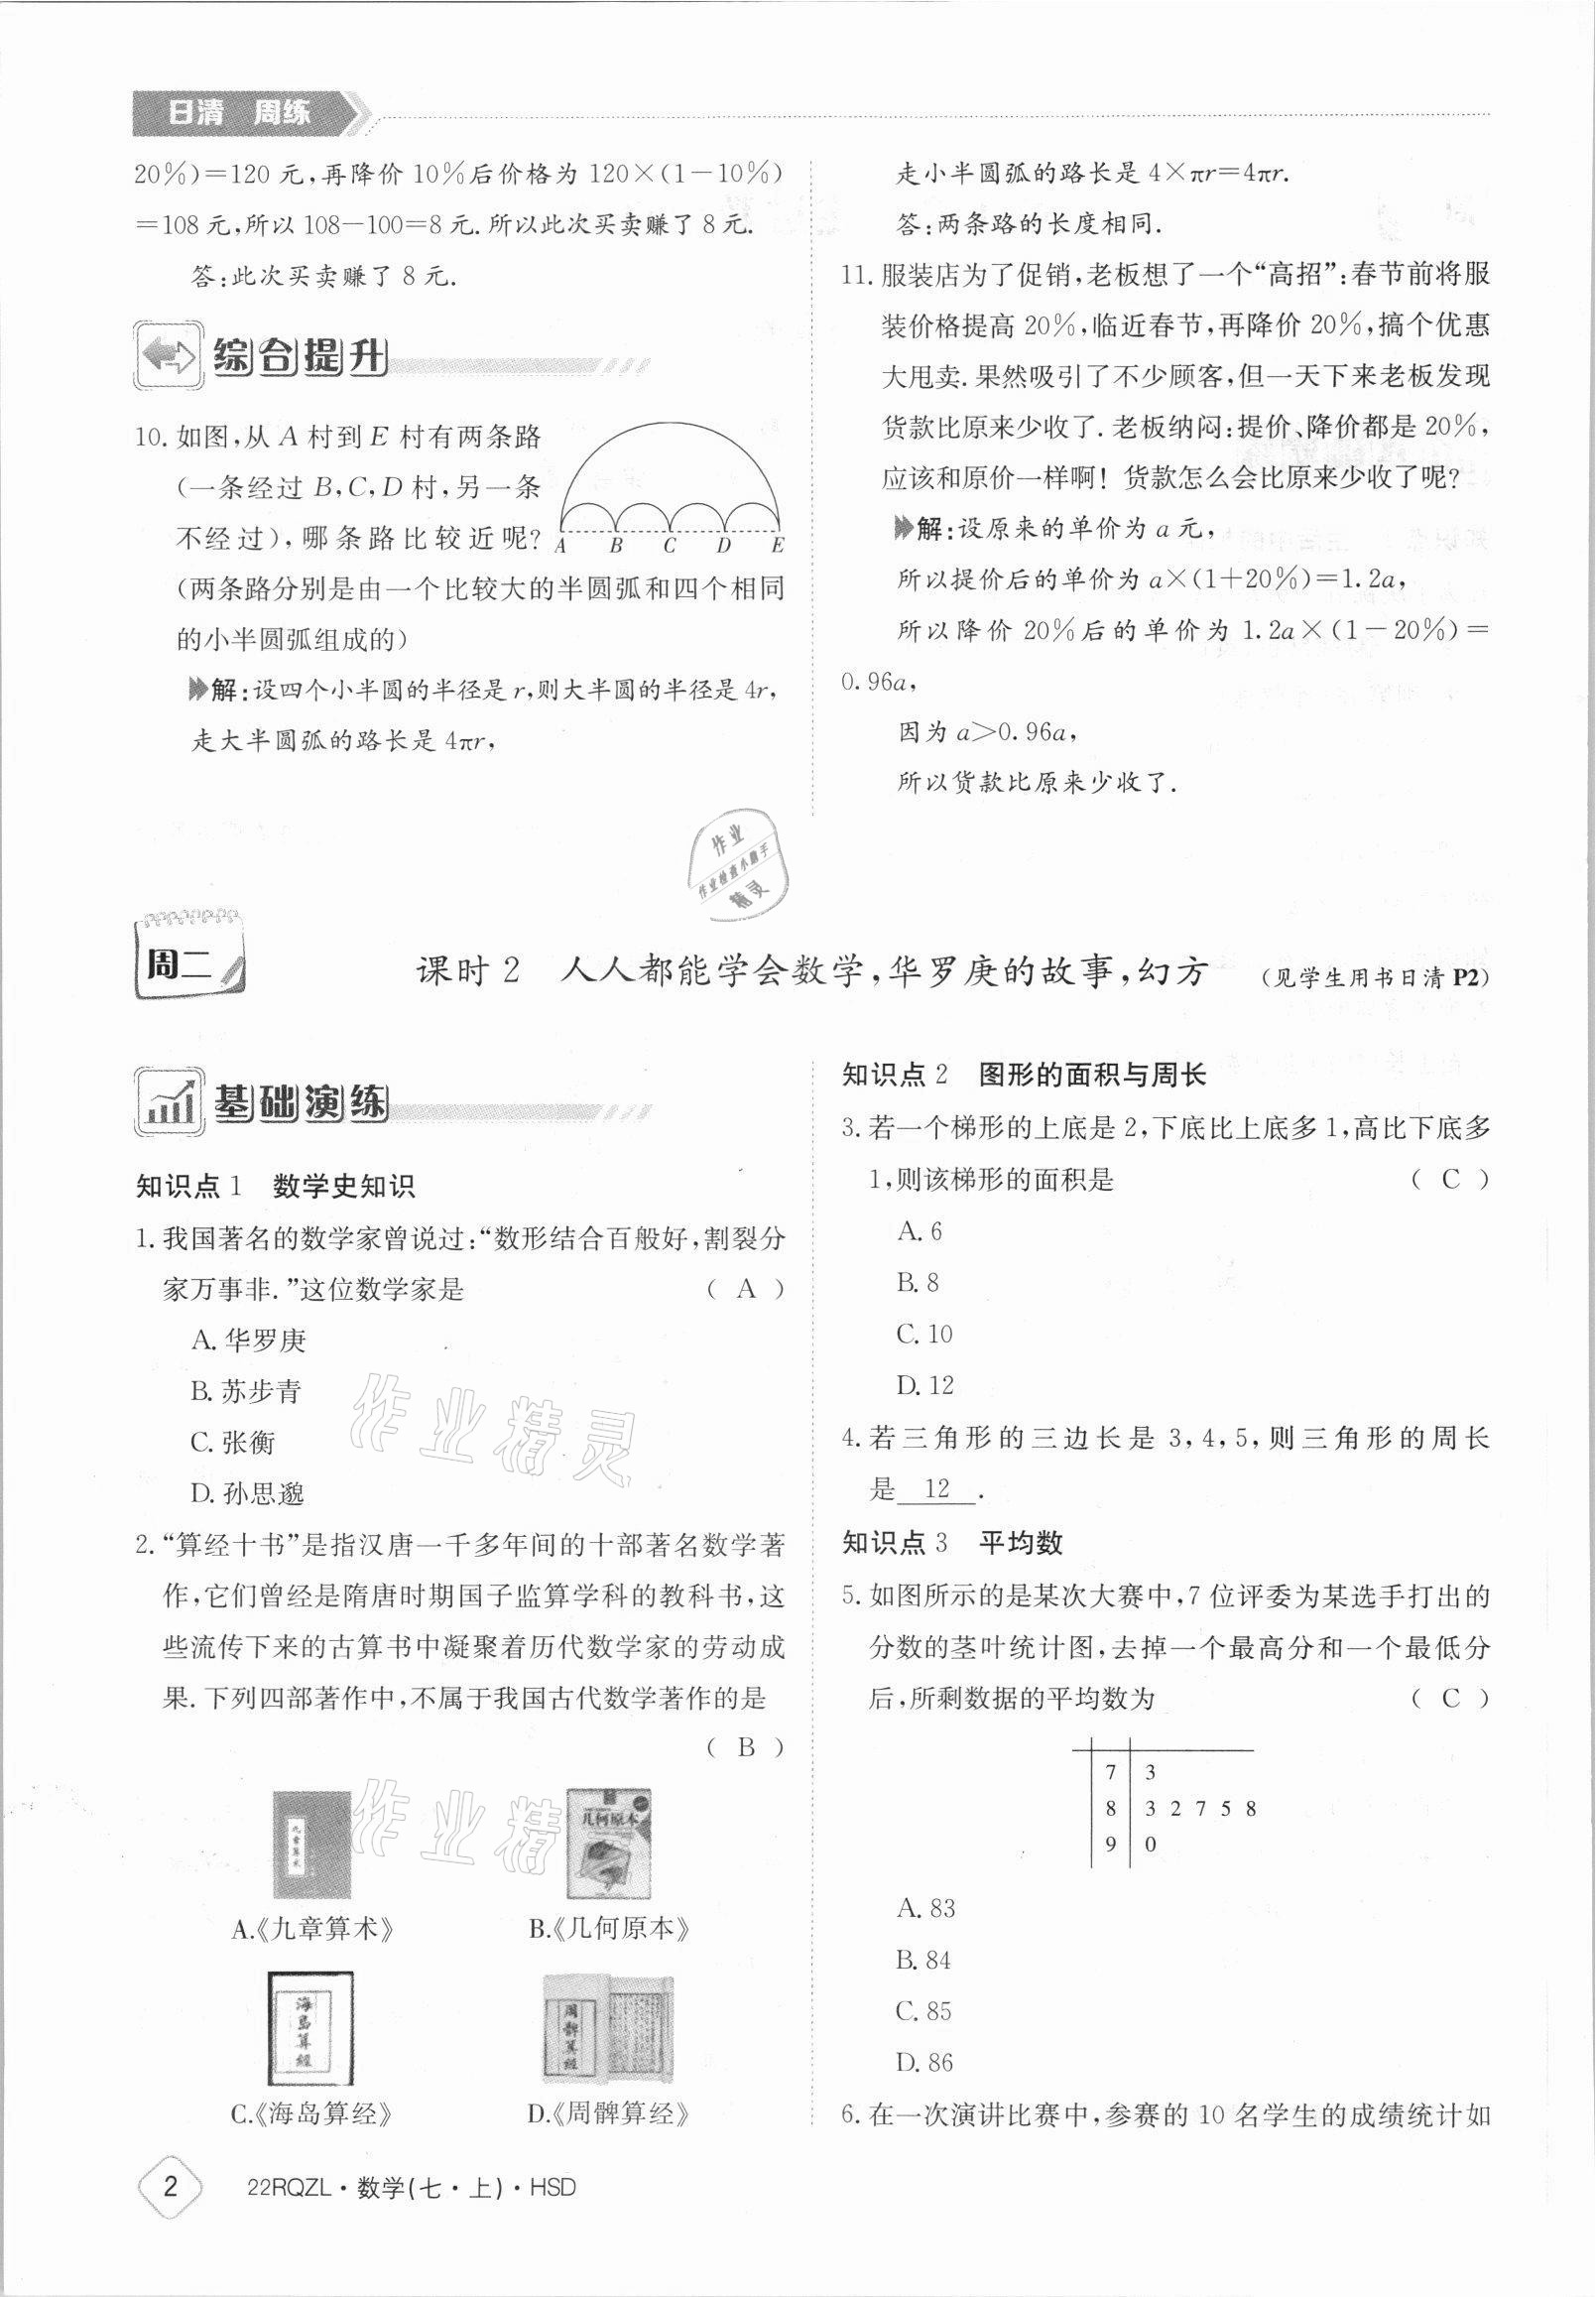 日清 周练
20%)=120 元,再降价 10%后价格为 120×(1-10%)
=108 元,所以 108-100=8 元.所以此次买卖赚了 8 元.
答:此次买卖赚了 8 元.
综合提升
10. 如图,从 A 村到 E 村有两条路
(一条经过 B,C,D 村,另一条
不经过),哪条路比较近呢?
A B C D E
(两条路分别是由一个比较大的半圆弧和四个相同
的小半圆弧组成的)
解:设四个小半圆的半径是 r,则大半圆的半径是 4r,
走大半圆弧的路长是 4πr,
走小半圆弧的路长是 4×πr=4πr.
答:两条路的长度相同.
11. 服装店为了促销,老板想了一个“高招”:春节前将服
装价格提高 20%,临近春节,再降价 20%,搞个优惠
大甩卖.果然吸引了不少顾客,但一天下来老板发现
货款比原来少收了.老板纳闷:提价、降价都是 20%,
应该和原价一样啊! 货款怎么会比原来少收了呢?
解:设原来的单价为 a 元,
所以提价后的单价为 a×(1+20%)=1.2a,
所以降价 20%后的单价为 1.2a×(1-20%)=
0.96a,
因为 a>0.96a,
所以货款比原来少收了.
作业
作业检查小助手
精灵
周二
课时 2 人人都能学会数学,华罗庚的故事,幻方 (见学生用书日清 P2)
基础演练
知识点 1 数学史知识
1. 我国著名的数学家曾说过:“数形结合百般好,割裂分
家万事非.”这位数学家是 ( A )
A. 华罗庚
B. 苏步青
C. 张衡
D. 孙思邈
作业精灵
2. “算经十书”是指汉唐一千多年间的十部著名数学著
作,它们曾经是隋唐时期国子监算学科的教科书,这
些流传下来的古算书中凝聚着历代数学家的劳动成
果.下列四部著作中,不属于我国古代数学著作的是
( B )
九章算术
几何原本
作业精
A.《九章算术》 B.《几何原本》
海岛算经
周髀算经
C.《海岛算经》 D.《周髀算经》
知识点 2 图形的面积与周长
3. 若一个梯形的上底是 2,下底比上底多 1,高比下底多
1,则该梯形的面积是 ( C )
A. 6
B. 8
C. 10
D. 12
4. 若三角形的三边长是 3,4,5,则三角形的周长
是 12 .
知识点 3 平均数
5. 如图所示的是某次大赛中,7 位评委为某选手打出的
分数的茎叶统计图,去掉一个最高分和一个最低分
后,所剩数据的平均数为 ( C )
7 3
8 3 2 7 5 8
9 0
A. 83
B. 84
C. 85
D. 86
6. 在一次演讲比赛中,参赛的 10 名学生的成绩统计如
2 22RQZL·数学(七·上)·HSD